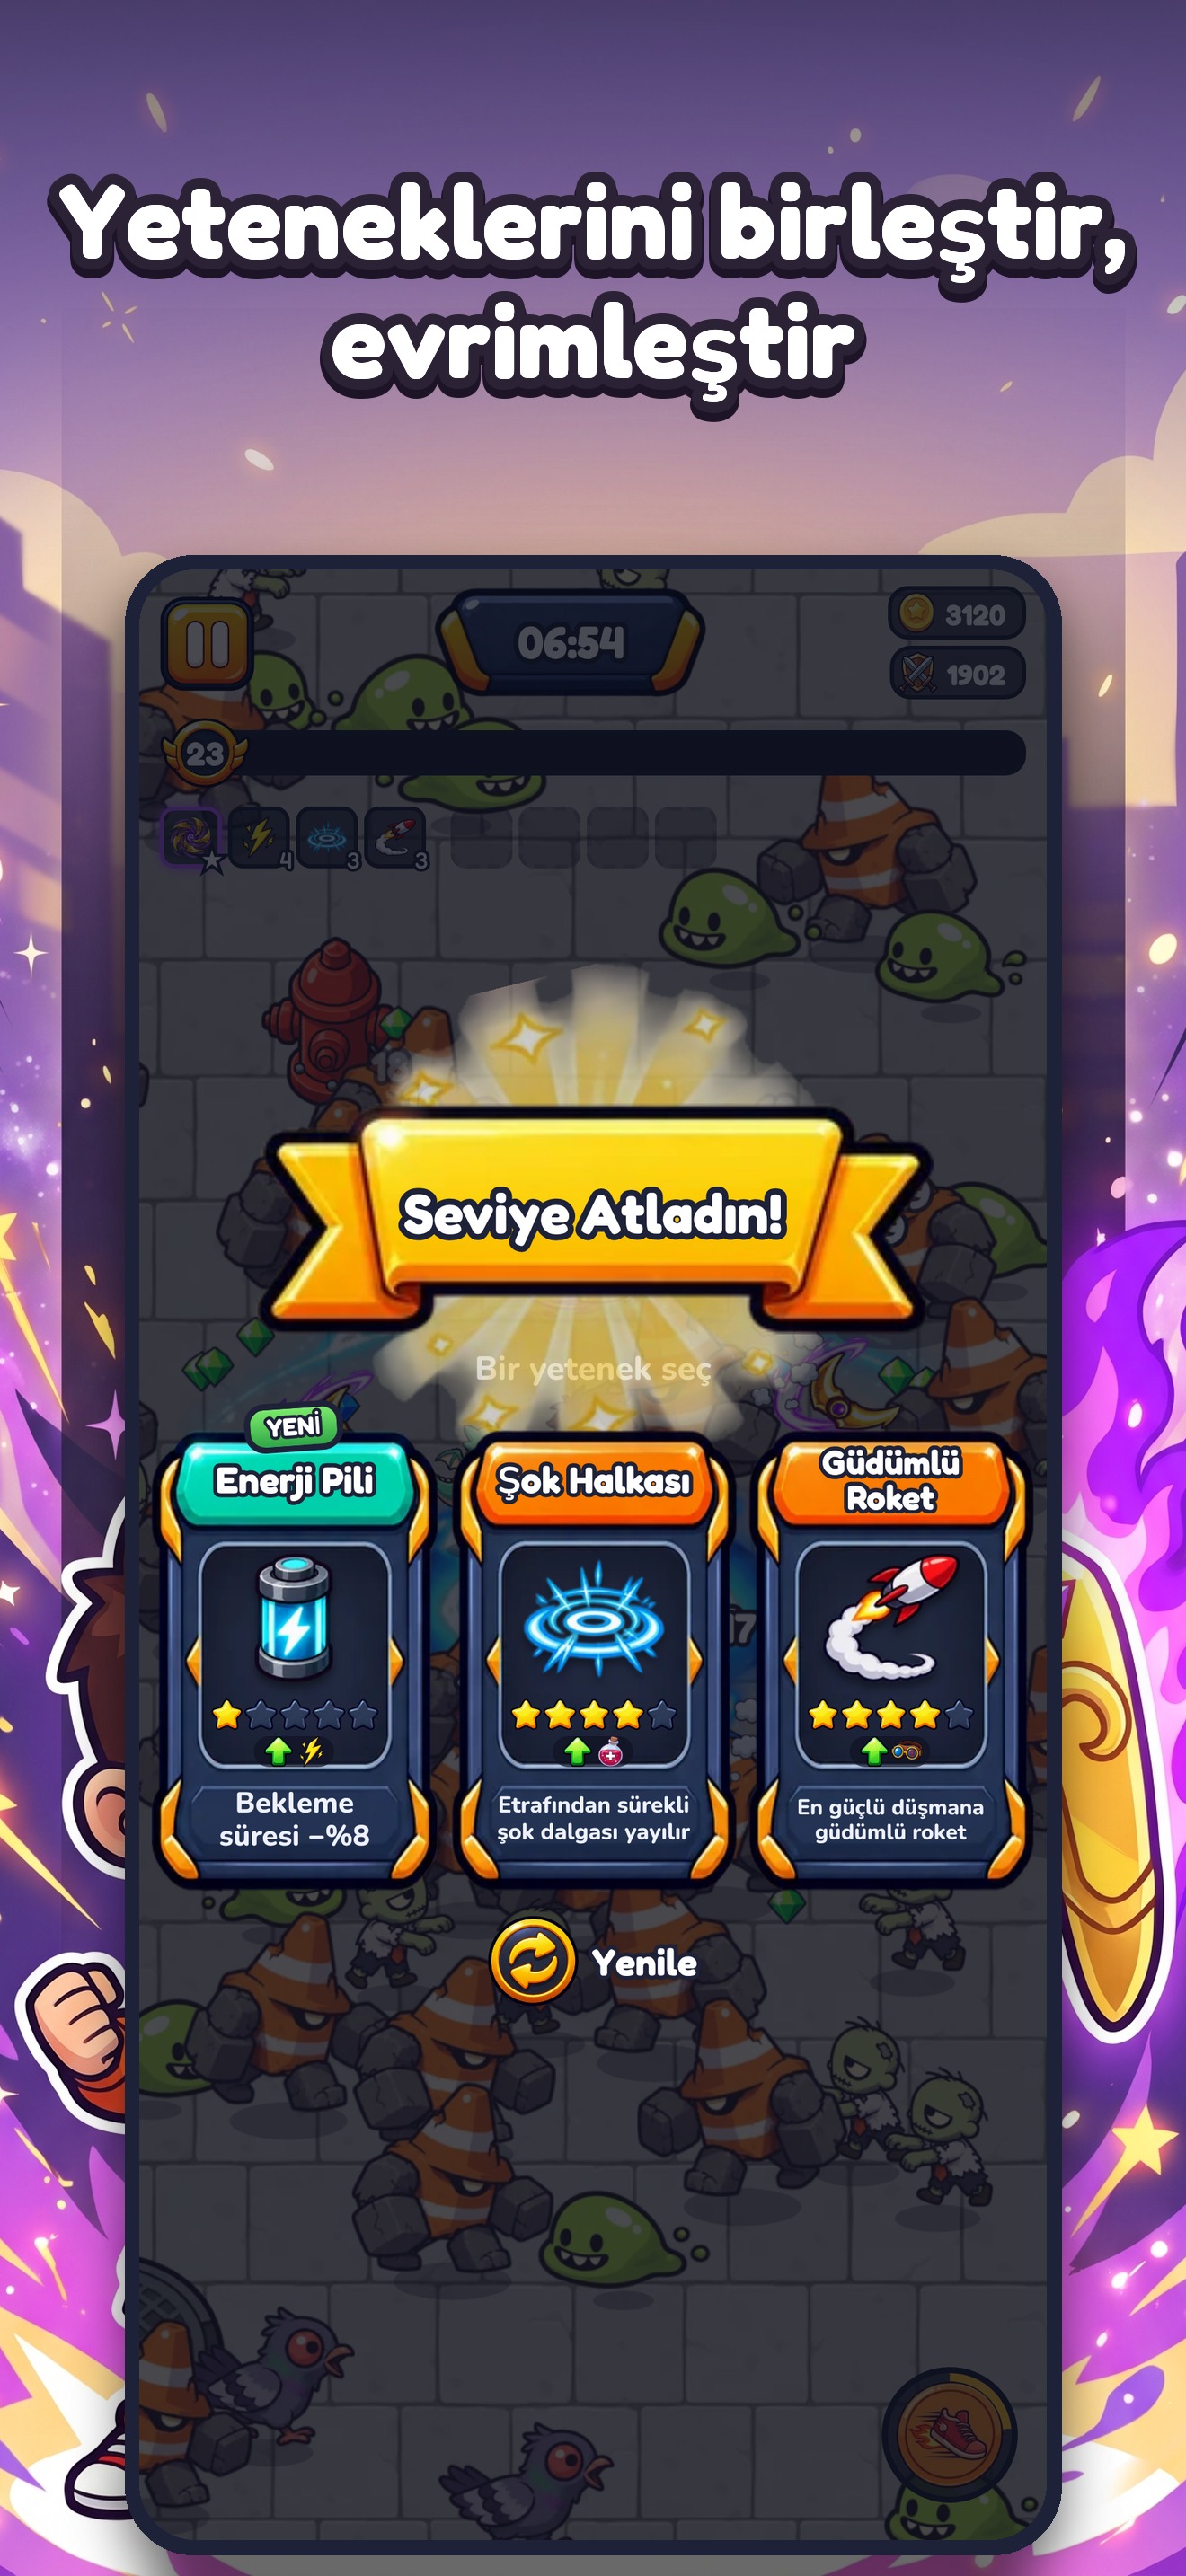 Yeteneklerini birleştir,
evrimleştir
06:54
3120
1902
23
4
3
3
Seviye Atladın!
Bir yetenek seç
YENİ
Enerji Pili
Şok Halkası
Güdümlü
Roket
Bekleme
süresi –%8
Etrafından sürekli
şok dalgası yayılır
En güçlü düşmana
güdümlü roket
Yenile